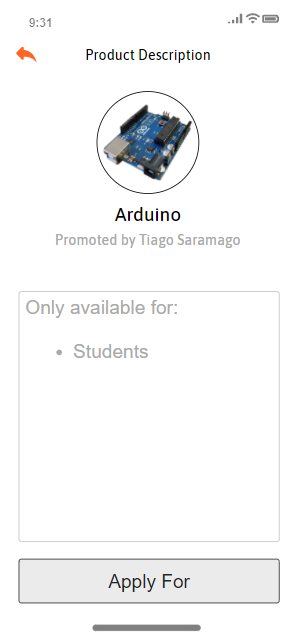 9:31
Product Description
Arduino
Promoted by Tiago Saramago
Only available for:
• Students
Apply For